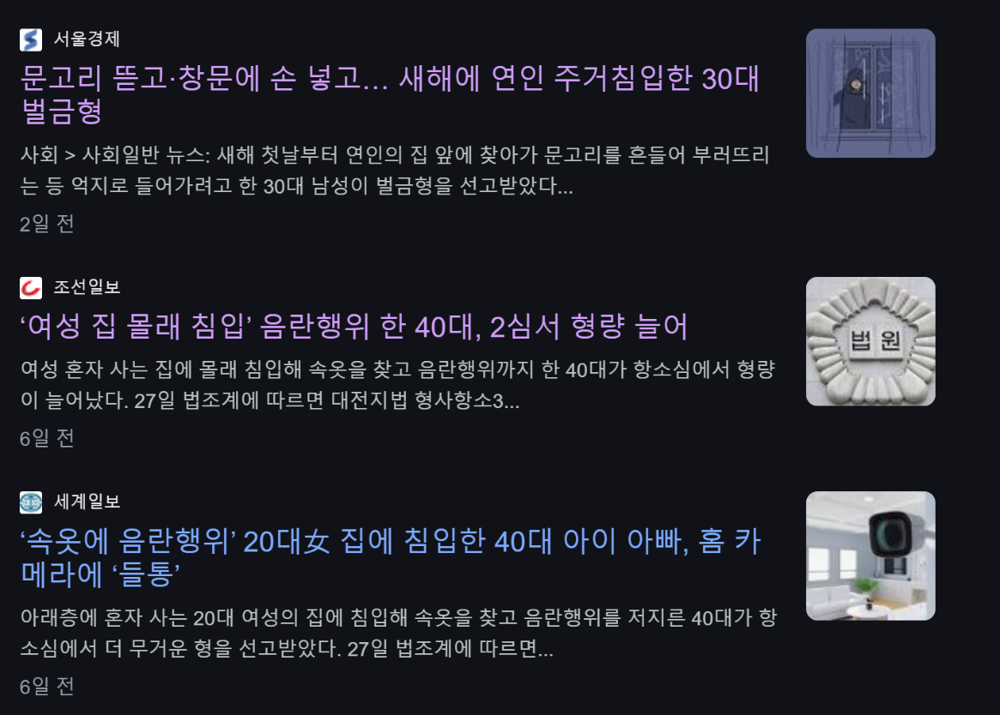 서울경제
문고리 뜯고·창문에 손 넣고… 새해에 연인 주거침입한 30대
벌금형
사회 > 사회일반 뉴스: 새해 첫날부터 연인의 집 앞에 찾아가 문고리를 흔들어 부러뜨리
는 등 억지로 들어가려고 한 30대 남성이 벌금형을 선고받았다...
2일 전
조선일보
‘여성 집 몰래 침입’ 음란행위 한 40대, 2심서 형량 늘어
법원
여성 혼자 사는 집에 몰래 침입해 속옷을 찾고 음란행위까지 한 40대가 항소심에서 형량
이 늘어났다. 27일 법조계에 따르면 대전지법 형사항소3...
6일 전
세계일보
‘속옷에 음란행위’ 20대女 집에 침입한 40대 아이 아빠, 홈 카
메라에 ‘들통’
아래층에 혼자 사는 20대 여성의 집에 침입해 속옷을 찾고 음란행위를 저지른 40대가 항
소심에서 더 무거운 형을 선고받았다. 27일 법조계에 따르면...
6일 전